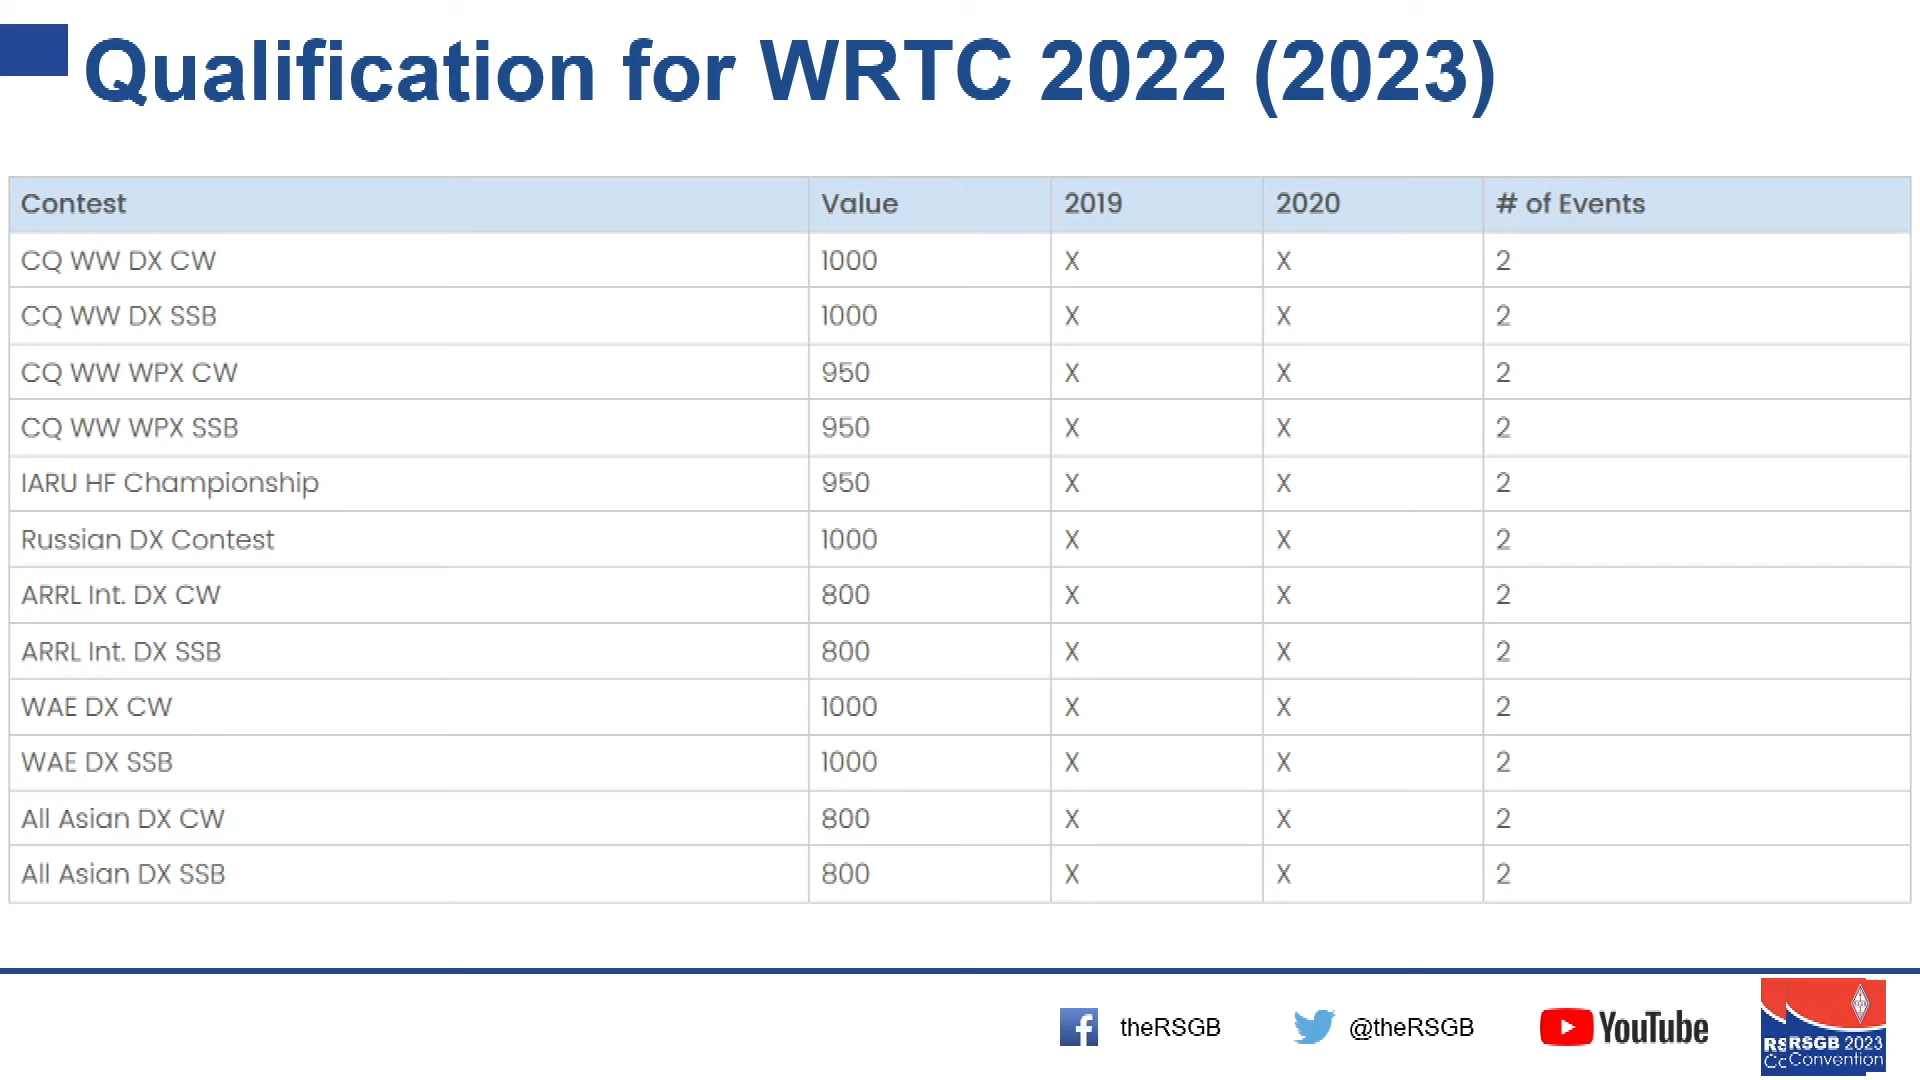 Qualification for WRTC 2022 (2023)
Contest Value 2019 2020 # of Events
CQ WW DX CW 1000 X X 2
CQ WW DX SSB 1000 X X 2
CQ WW WPX CW 950 X X 2
CQ WW WPX SSB 950 X X 2
IARU HF Championship 950 X X 2
Russian DX Contest 1000 X X 2
ARRL Int. DX CW 800 X X 2
ARRL Int. DX SSB 800 X X 2
WAE DX CW 1000 X X 2
WAE DX SSB 1000 X X 2
All Asian DX CW 800 X X 2
All Asian DX SSB 800 X X 2
f theRSGB @theRSGB YouTube
RSGB 2023
Convention